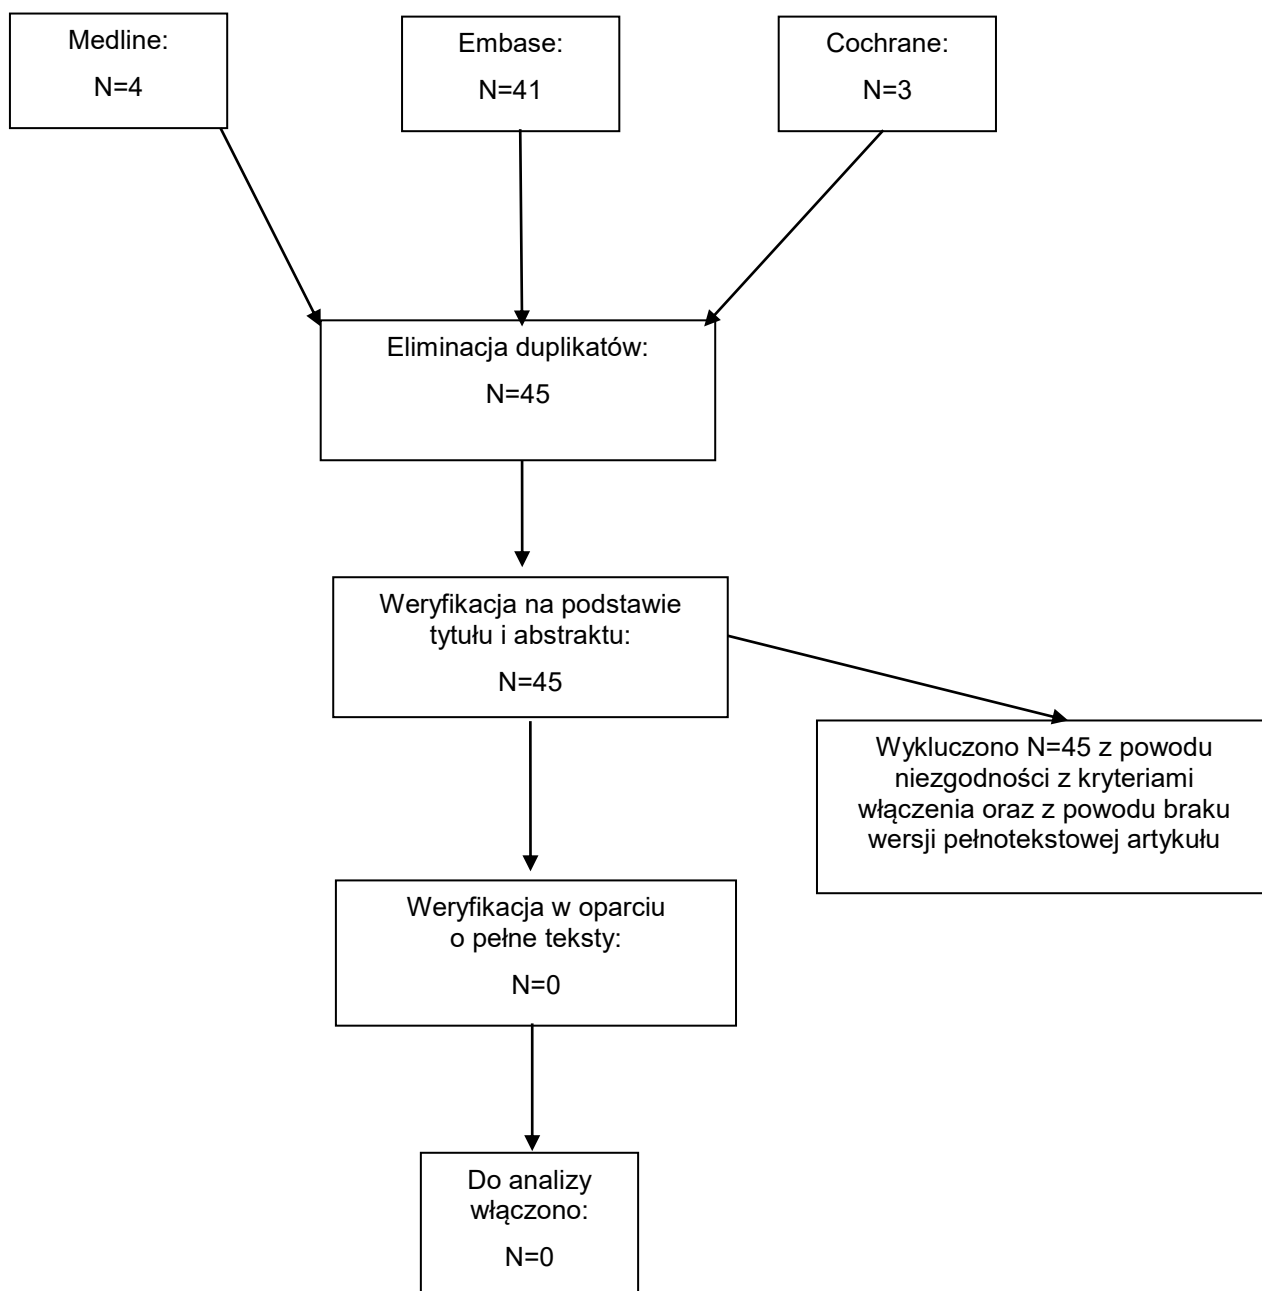 Medline:
N=4
Embase:
N=41
Cochrane:
N=3
Eliminacja duplikatów:
N=45
Weryfikacja na podstawie
tytułu i abstraktu:
N=45
Wykluczono N=45 z powodu
niezgodności z kryteriami
włączenia oraz z powodu braku
wersji pełnotekstowej artykułu
Weryfikacja w oparciu
o pełne teksty:
N=0
Do analizy
włączono:
N=0